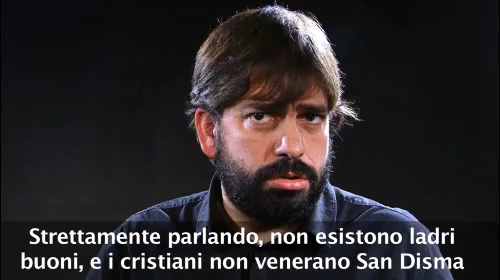 Strettamente parlando, non esistono ladri
buoni, e i cristiani non venerano San Disma